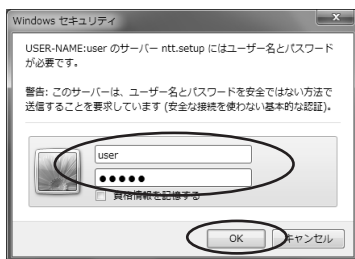 Windows セキュリティ
USER-NAME:user のサーバー ntt.setup にはユーザー名とパスワード
が必要です。
警告: このサーバーは、ユーザー名とパスワードを安全ではない方法で
送信することを要求しています (安全な接続を使わない基本的な認証)。
user
●●●●●
資格情報を記憶する
OK
キャンセル